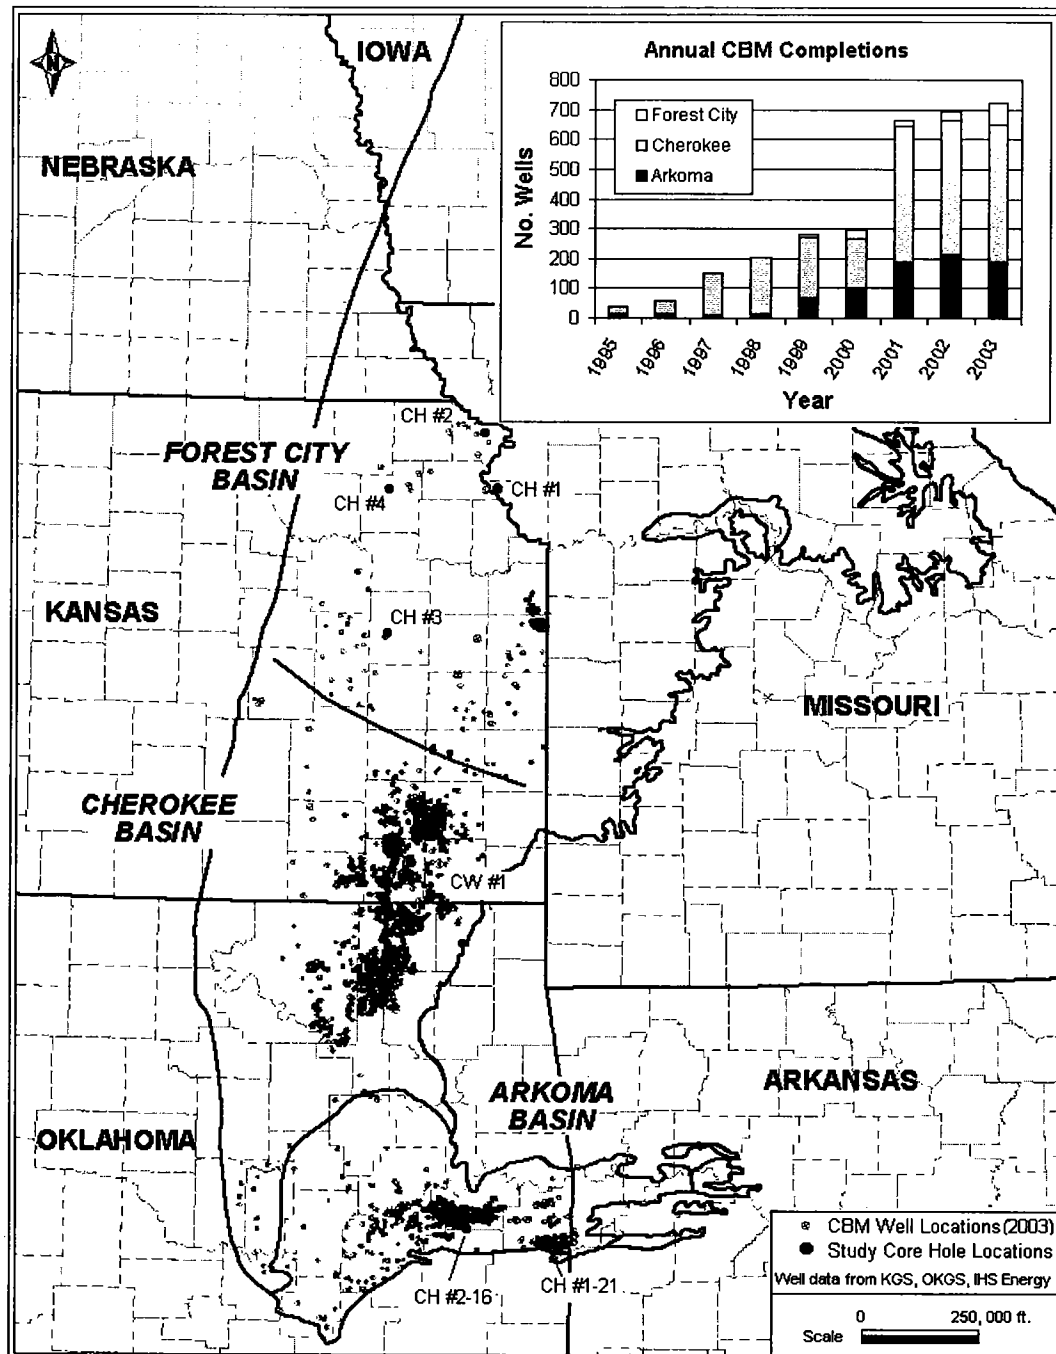 N
IOWA
NEBRASKA
Annual CBM Completions
800
700
600
500
400
300
200
100
0
No. Wells
Forest City
Cherokee
Arkoma
1995
1996
1997
1998
1999
2000
2001
2002
2003
Year
CH #2
FOREST CITY
BASIN
CH #4
CH #1
KANSAS
CH #3
MISSOURI
CHEROKEE
BASIN
CW #1
ARKOMA
BASIN
ARKANSAS
OKLAHOMA
CH #2-16
CH #1-21
CBM Well Locations (2003)
Study Core Hole Locations
Well data from KGS, OKGS, IHS Energy
0 250,000 ft.
Scale